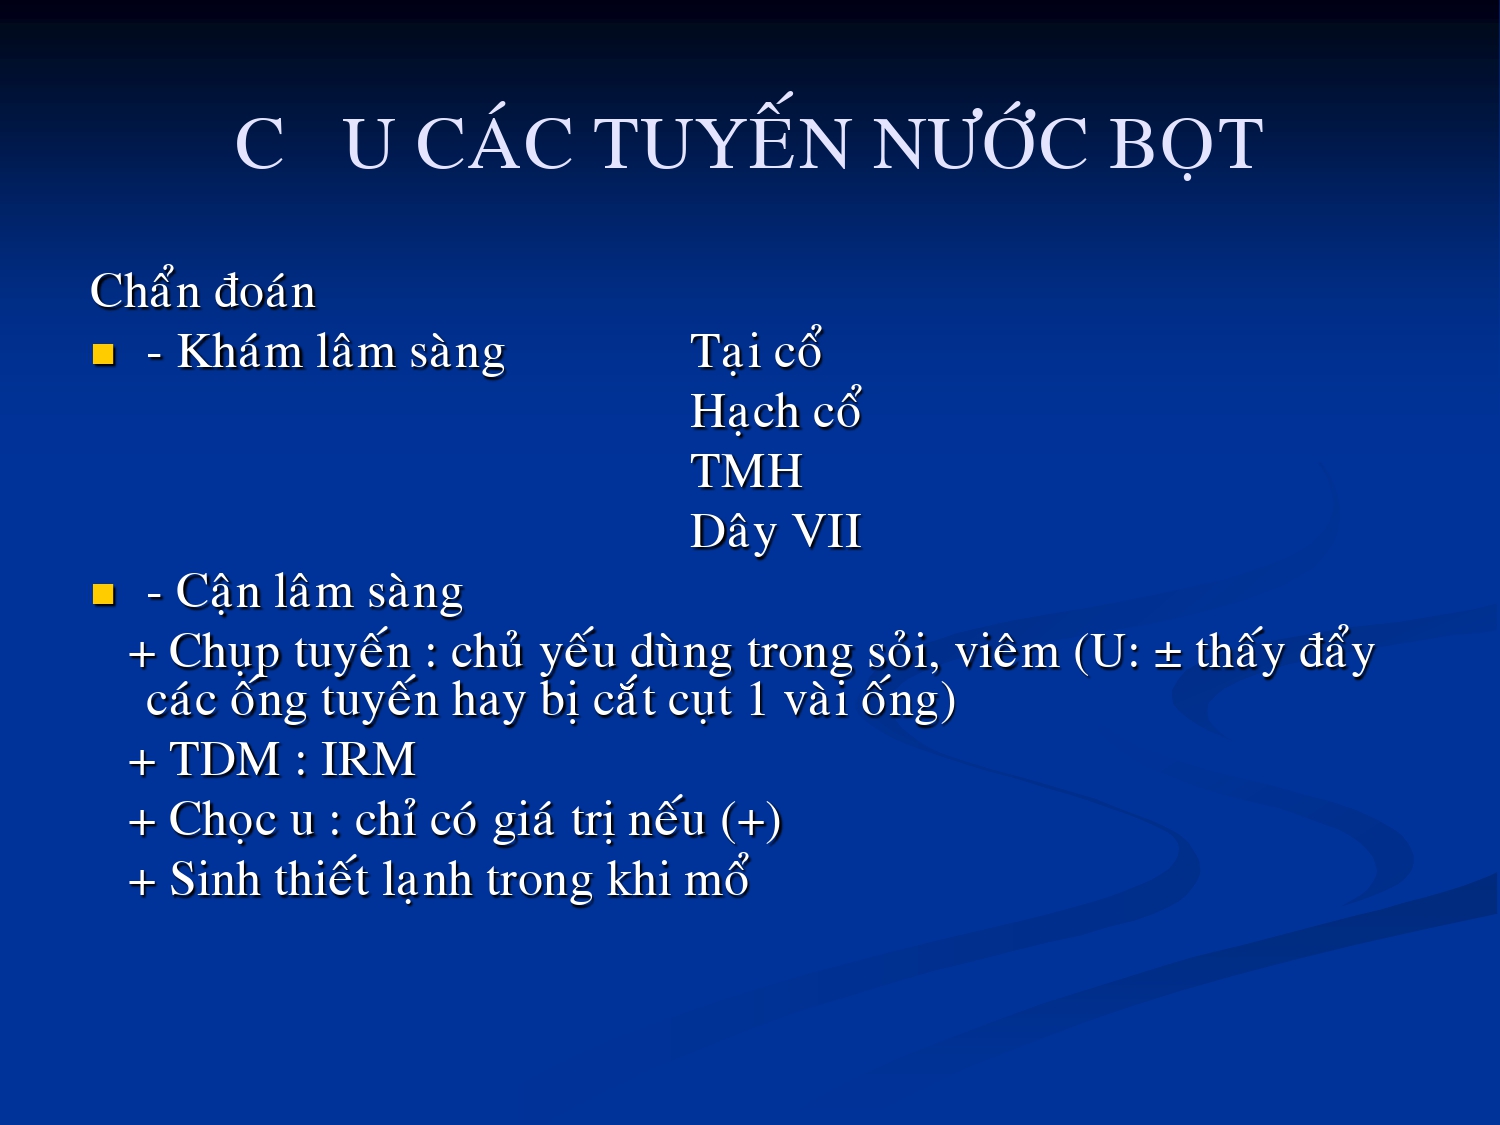 C U CÁC TUYẾN NƯỚC BỌT
Chẩn đoán
- Khám lâm sàng Tại cổ
Hạch cổ
TMH
Dây VII
- Cận lâm sàng
+ Chụp tuyến : chủ yếu dùng trong sỏi, viêm (U: ± thấy đẩy
các ống tuyến hay bị cắt cụt 1 vài ống)
+ TDM : IRM
+ Chọc u : chỉ có giá trị nếu (+)
+ Sinh thiết lạnh trong khi mổ